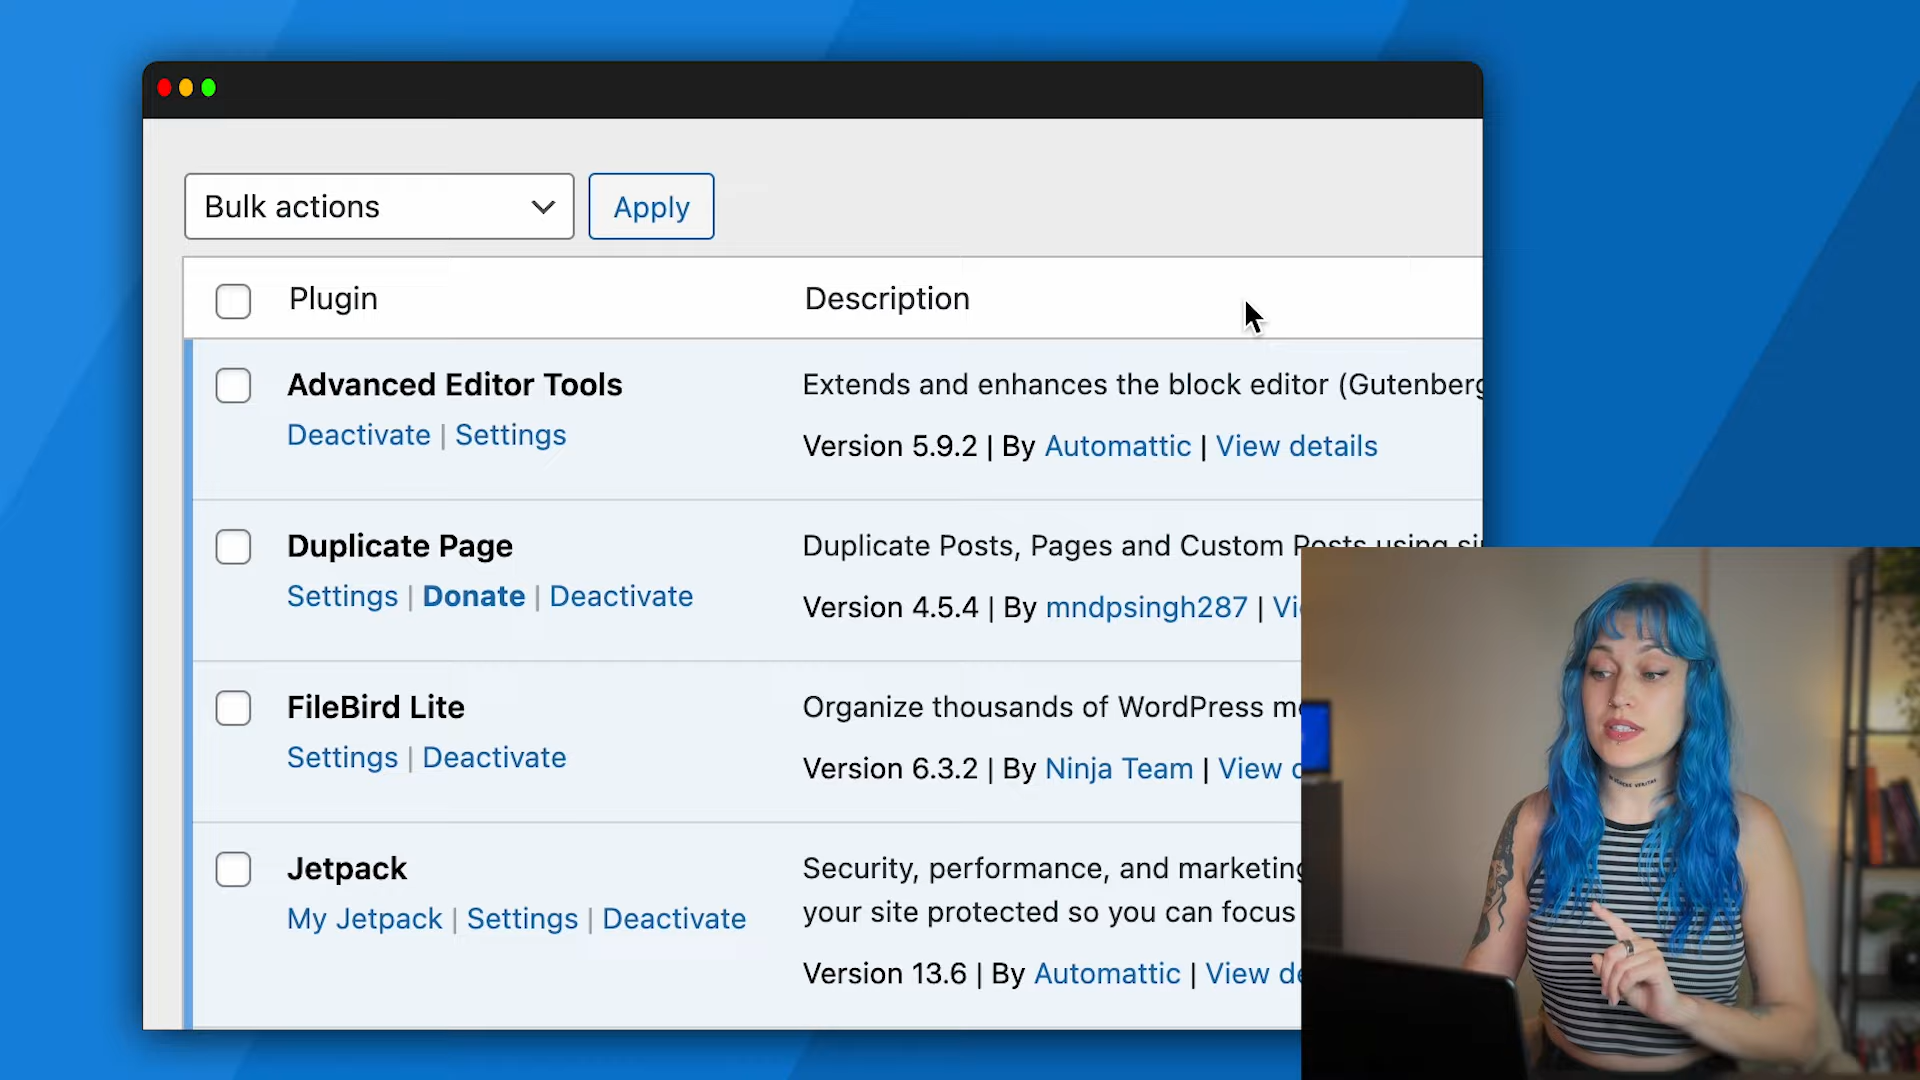 Bulk actions
Apply
Plugin
Description
Advanced Editor Tools
Extends and enhances the block editor (Gutenberg
Deactivate | Settings
Version 5.9.2 | By Automattic | View details
Duplicate Page
Duplicate Posts, Pages and Custom Posts using
Settings | Donate | Deactivate
Version 4.5.4 | By mndpsingh287 |
FileBird Lite
Organize thousands of WordPress
Settings | Deactivate
Version 6.3.2 | By Ninja Team | View
Jetpack
Security, performance, and marketing
your site protected so you can focus
My Jetpack | Settings | Deactivate
Version 13.6 | By Automattic | View